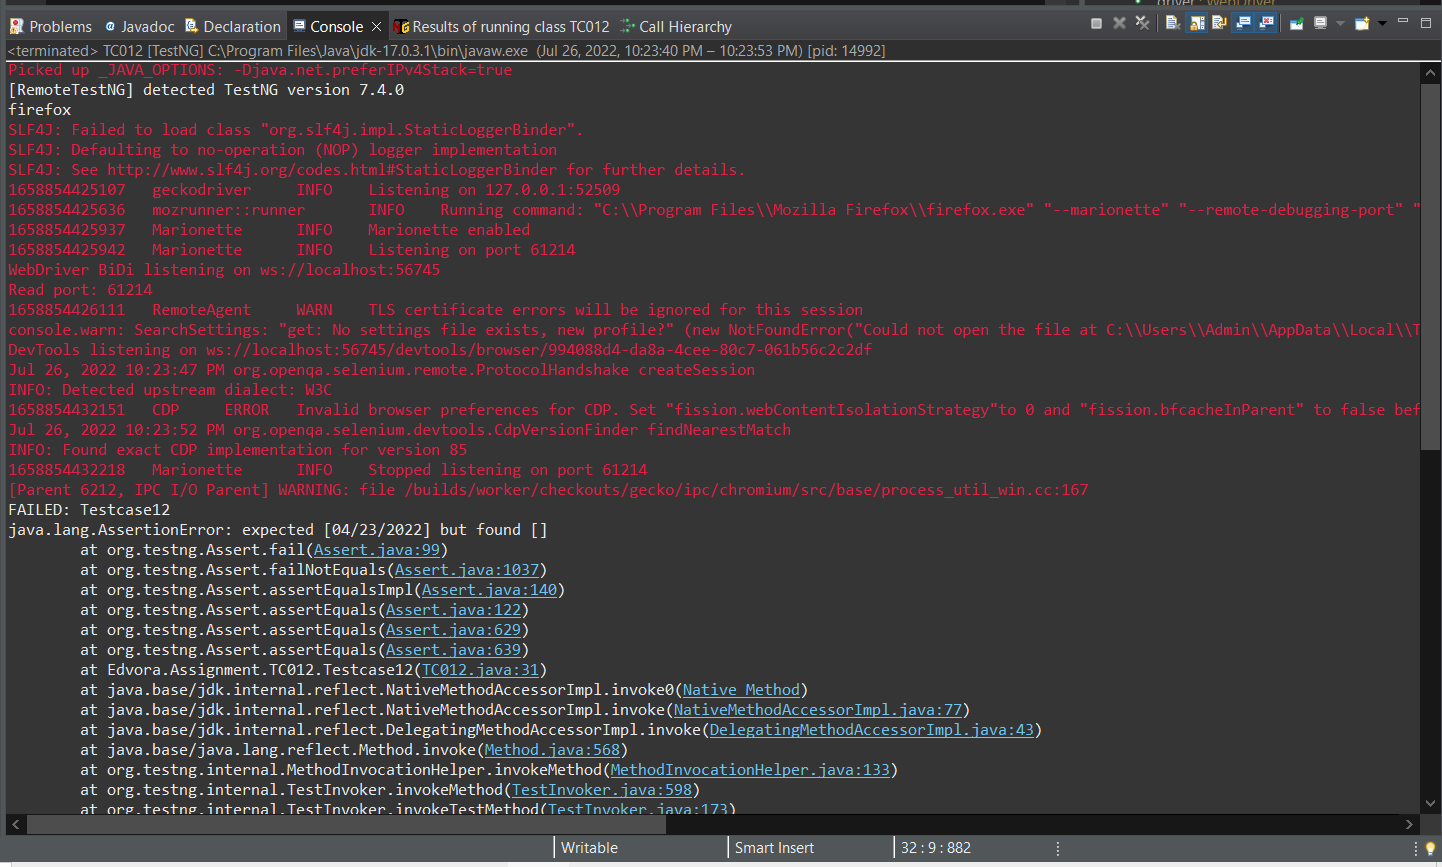 driver : WebDriver
Problems @ Javadoc Declaration Console Results of running class TC012 Call Hierarchy
<terminated> TC012 [TestNG] C:\Program Files\Java\jdk-17.0.3.1\bin\javaw.exe (Jul 26, 2022, 10:23:40 PM – 10:23:53 PM) [pid: 14992]
Picked up _JAVA_OPTIONS: -Djava.net.preferIPv4Stack=true
[RemoteTestNG] detected TestNG version 7.4.0
firefox
SLF4J: Failed to load class "org.slf4j.impl.StaticLoggerBinder".
SLF4J: Defaulting to no-operation (NOP) logger implementation
SLF4J: See http://www.slf4j.org/codes.html#StaticLoggerBinder for further details.
1658854425107 geckodriver INFO Listening on 127.0.0.1:52509
1658854425636 mozrunner::runner INFO Running command: "C:\\Program Files\\Mozilla Firefox\\firefox.exe" "--marionette" "--remote-debugging-port" "
1658854425937 Marionette INFO Marionette enabled
1658854425942 Marionette INFO Listening on port 61214
WebDriver BiDi listening on ws://localhost:56745
Read port: 61214
1658854426111 RemoteAgent WARN TLS certificate errors will be ignored for this session
console.warn: SearchSettings: "get: No settings file exists, new profile?" (new NotFoundError("Could not open the file at C:\\Users\\Admin\\AppData\\Local\\T
DevTools listening on ws://localhost:56745/devtools/browser/994088d4-da8a-4cee-80c7-061b56c2c2df
Jul 26, 2022 10:23:47 PM org.openqa.selenium.remote.ProtocolHandshake createSession
INFO: Detected upstream dialect: W3C
1658854432151 CDP ERROR Invalid browser preferences for CDP. Set "fission.webContentIsolationStrategy"to 0 and "fission.bfcacheInParent" to false bef
Jul 26, 2022 10:23:52 PM org.openqa.selenium.devtools.CdpVersionFinder findNearestMatch
INFO: Found exact CDP implementation for version 85
1658854432218 Marionette INFO Stopped listening on port 61214
[Parent 6212, IPC I/O Parent] WARNING: file /builds/worker/checkouts/gecko/ipc/chromium/src/base/process_util_win.cc:167
FAILED: Testcase12
java.lang.AssertionError: expected [04/23/2022] but found []
at org.testng.Assert.fail(Assert.java:99)
at org.testng.Assert.failNotEquals(Assert.java:1037)
at org.testng.Assert.assertEqualsImpl(Assert.java:140)
at org.testng.Assert.assertEquals(Assert.java:122)
at org.testng.Assert.assertEquals(Assert.java:629)
at org.testng.Assert.assertEquals(Assert.java:639)
at Edvora.Assignment.TC012.Testcase12(TC012.java:31)
at java.base/jdk.internal.reflect.NativeMethodAccessorImpl.invoke0(Native Method)
at java.base/jdk.internal.reflect.NativeMethodAccessorImpl.invoke(NativeMethodAccessorImpl.java:77)
at java.base/jdk.internal.reflect.DelegatingMethodAccessorImpl.invoke(DelegatingMethodAccessorImpl.java:43)
at java.base/java.lang.reflect.Method.invoke(Method.java:568)
at org.testng.internal.MethodInvocationHelper.invokeMethod(MethodInvocationHelper.java:133)
at org.testng.internal.TestInvoker.invokeMethod(TestInvoker.java:598)
at org.testng.internal.TestInvoker.invokeTestMethod(TestInvoker.java:173)
Writable Smart Insert 32 : 9 : 882